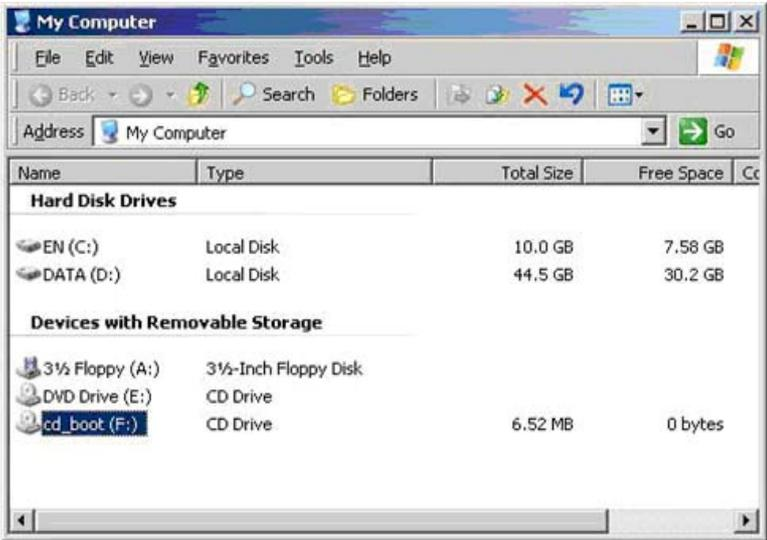 My Computer
File Edit View Favorites Tools Help
Back Search Folders
Address My Computer Go
Name Type Total Size Free Space Co
Hard Disk Drives
EN (C:) Local Disk 10.0 GB 7.58 GB
DATA (D:) Local Disk 44.5 GB 30.2 GB
Devices with Removable Storage
3½ Floppy (A:) 3½-Inch Floppy Disk
DVD Drive (E:) CD Drive
cd_boot (F:) CD Drive 6.52 MB 0 bytes